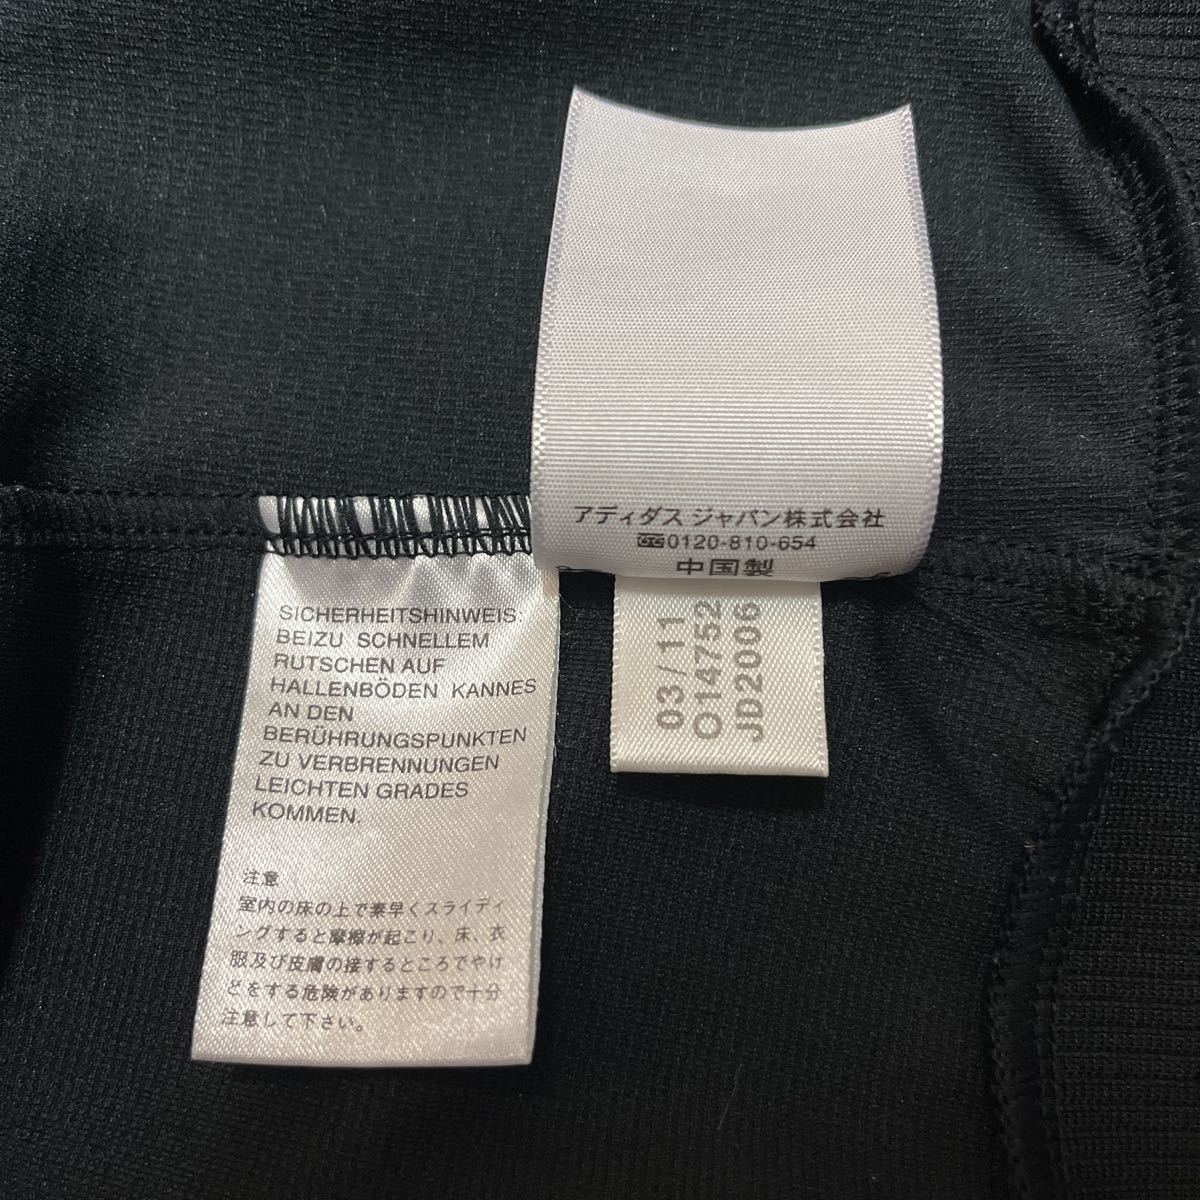 アディダス ジャパン株式会社
0120-810-654
中国製
03/11
O14752
JD2006
SICHERHEITSHINWEIS:
BEIZU SCHNELLEM
RUTSCHEN AUF
HALLENBÖDEN KANNES
AN DEN
BERÜHRUNGSPUNKTEN
ZU VERBRENNUNGEN
LEICHTEN GRADES
KOMMEN.
注意
室内の床の上で素早くスライディ
ングすると摩擦が起こり、床、衣
服及び皮膚の接するところでやけ
どをする危険がありますので十分
注意して下さい。